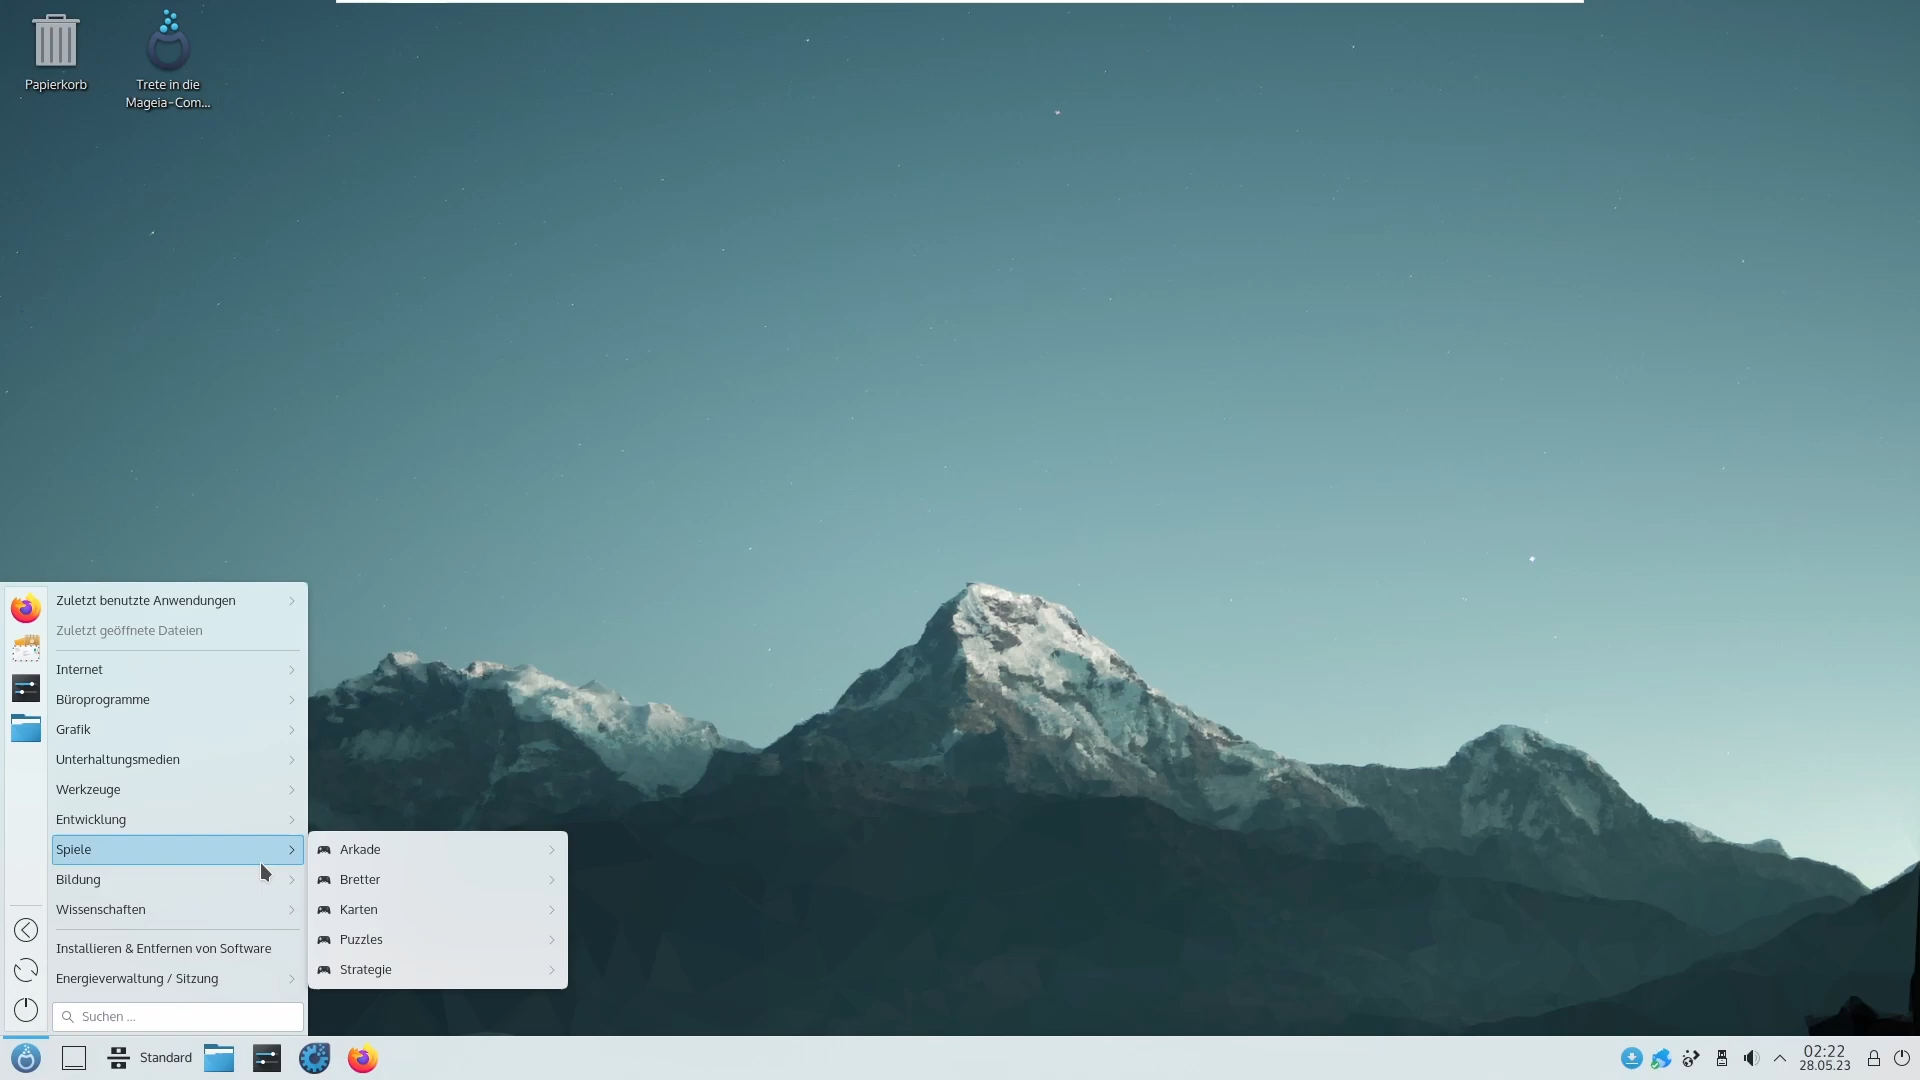 Papierkorb
Trete in die
Mageia-Com...
Zuletzt benutzte Anwendungen
Zuletzt geöffnete Dateien
Internet
Büroprogramme
Grafik
Unterhaltungsmedien
Werkzeuge
Entwicklung
Spiele
Bildung
Wissenschaften
Installieren & Entfernen von Software
Energieverwaltung / Sitzung
Suchen ...
Arkade
Bretter
Karten
Puzzles
Strategie
Standard
02:22
28.05.23